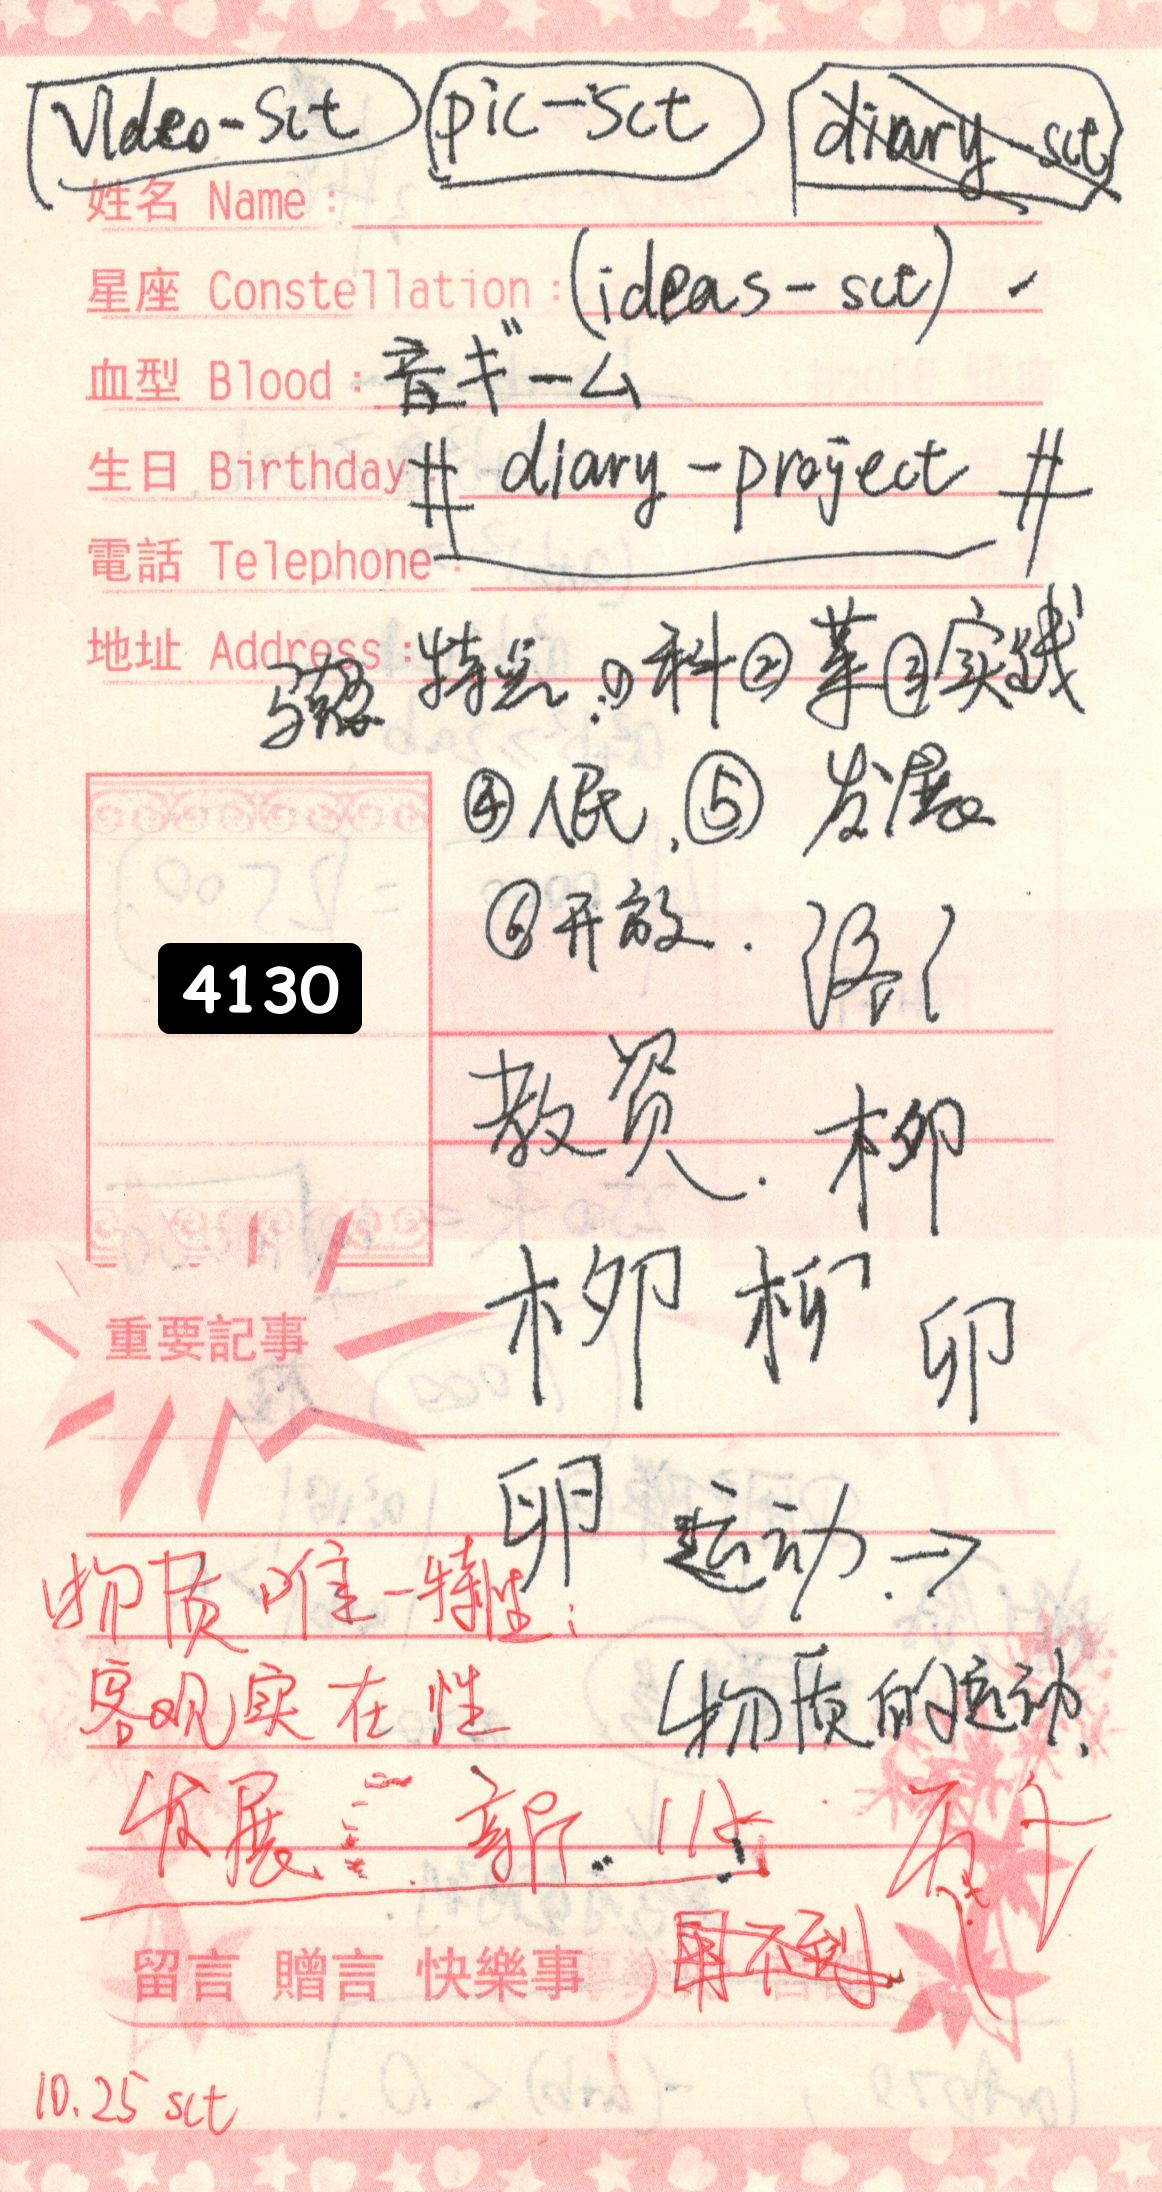 Video-sct pic-sct diary-sct
姓名 Name:
星座 Constellation: (ideas-sct)
血型 Blood: 音ギーム
生日 Birthday: # diary-project #
電話 Telephone:
地址 Address: 特点:①科②革③实践
④人民.⑤发展
⑥开放.
4130
教员.柳
柳 柳 卯
重要記事
卯 运动.→
物质唯一特性:
客观实在性 物质的运动.
发展 新.
用不到
留言 贈言 快樂事
10.25 sct